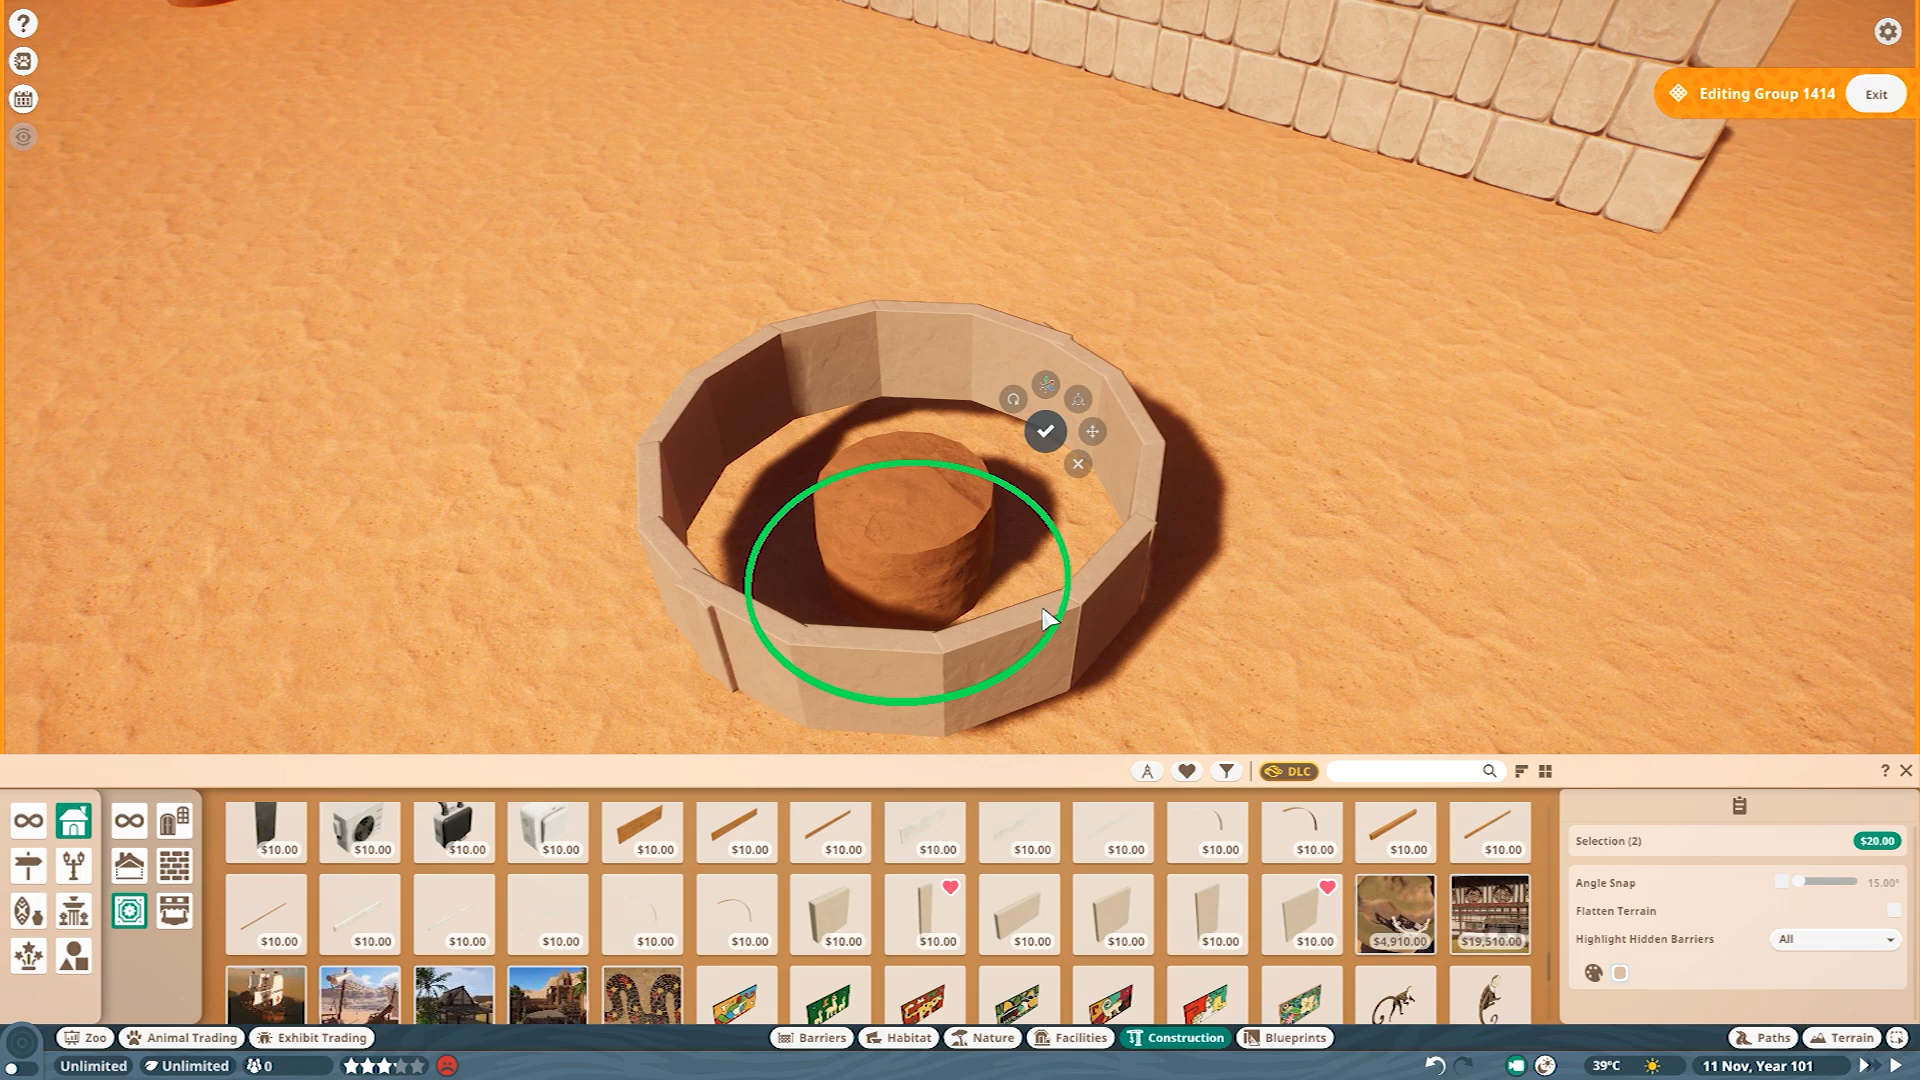 Editing Group 1414
Exit
DLC
$10.00 $10.00 $10.00 $10.00 $10.00 $10.00 $10.00 $10.00 $10.00 $10.00 $10.00 $10.00 $10.00 $10.00
$10.00 $10.00 $10.00 $10.00 $10.00 $10.00 $10.00 $10.00 $10.00 $10.00 $10.00 $10.00 $4,910.00 $19,510.00
Selection (2)
$20.00
Angle Snap
15.00°
Flatten Terrain
Highlight Hidden Barriers
All
Zoo
Animal Trading
Exhibit Trading
Barriers
Habitat
Nature
Facilities
Construction
Blueprints
Paths
Terrain
Unlimited
Unlimited
0
39°C
11 Nov, Year 101